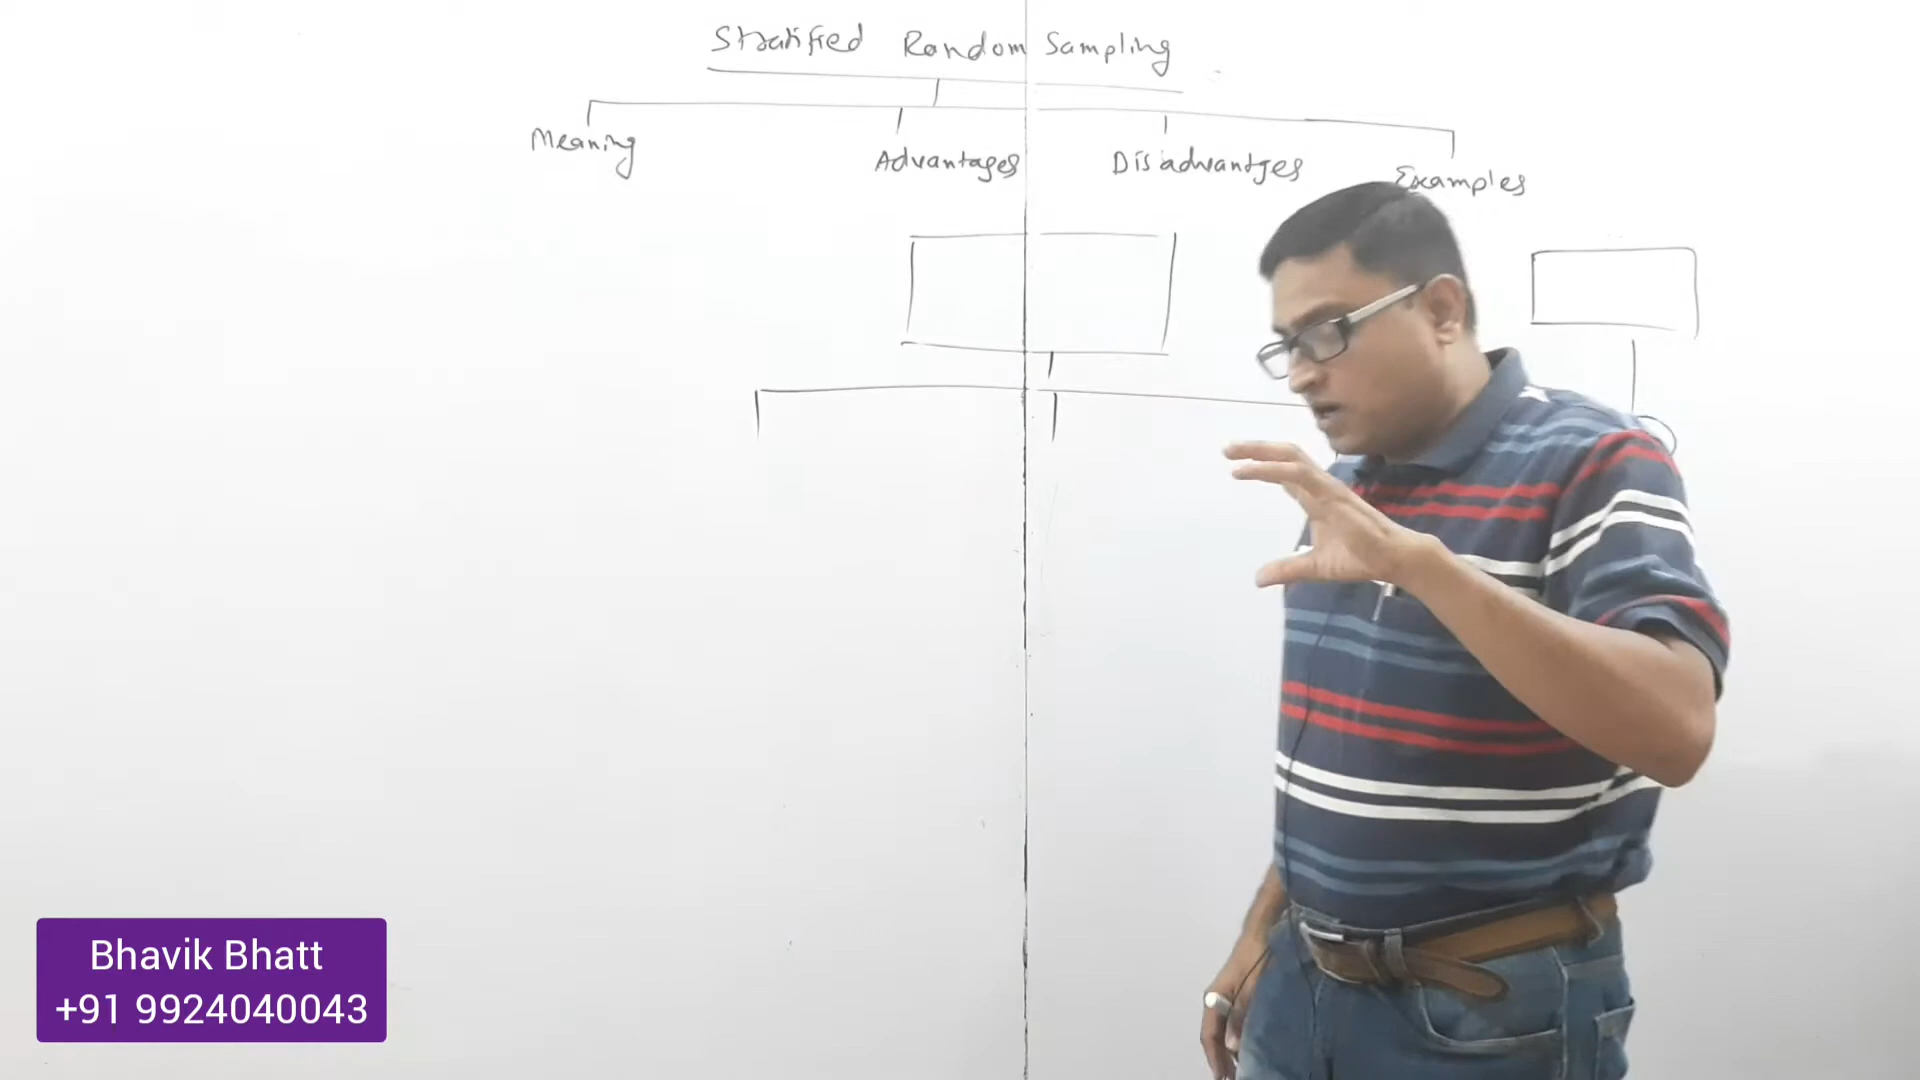 Stratified Random Sampling
Meaning Advantages Disadvantges Examples
Bhavik Bhatt
+91 9924040043